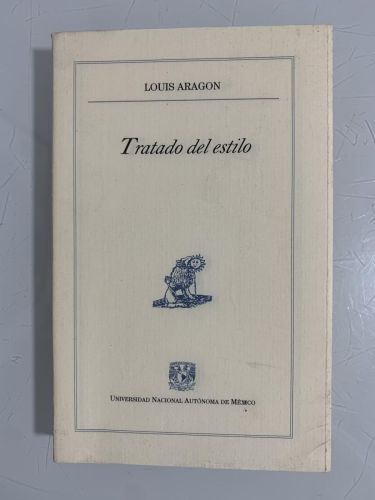 LOUIS ARAGON
Tratado del estilo
UNIVERSIDAD NACIONAL AUTÓNOMA DE MÉXICO